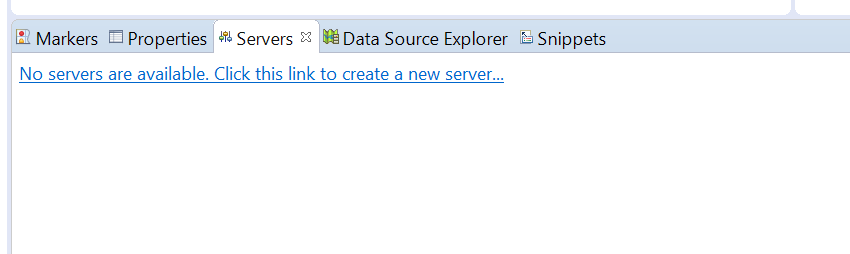 Markers Properties Servers Data Source Explorer Snippets
No servers are available. Click this link to create a new server...